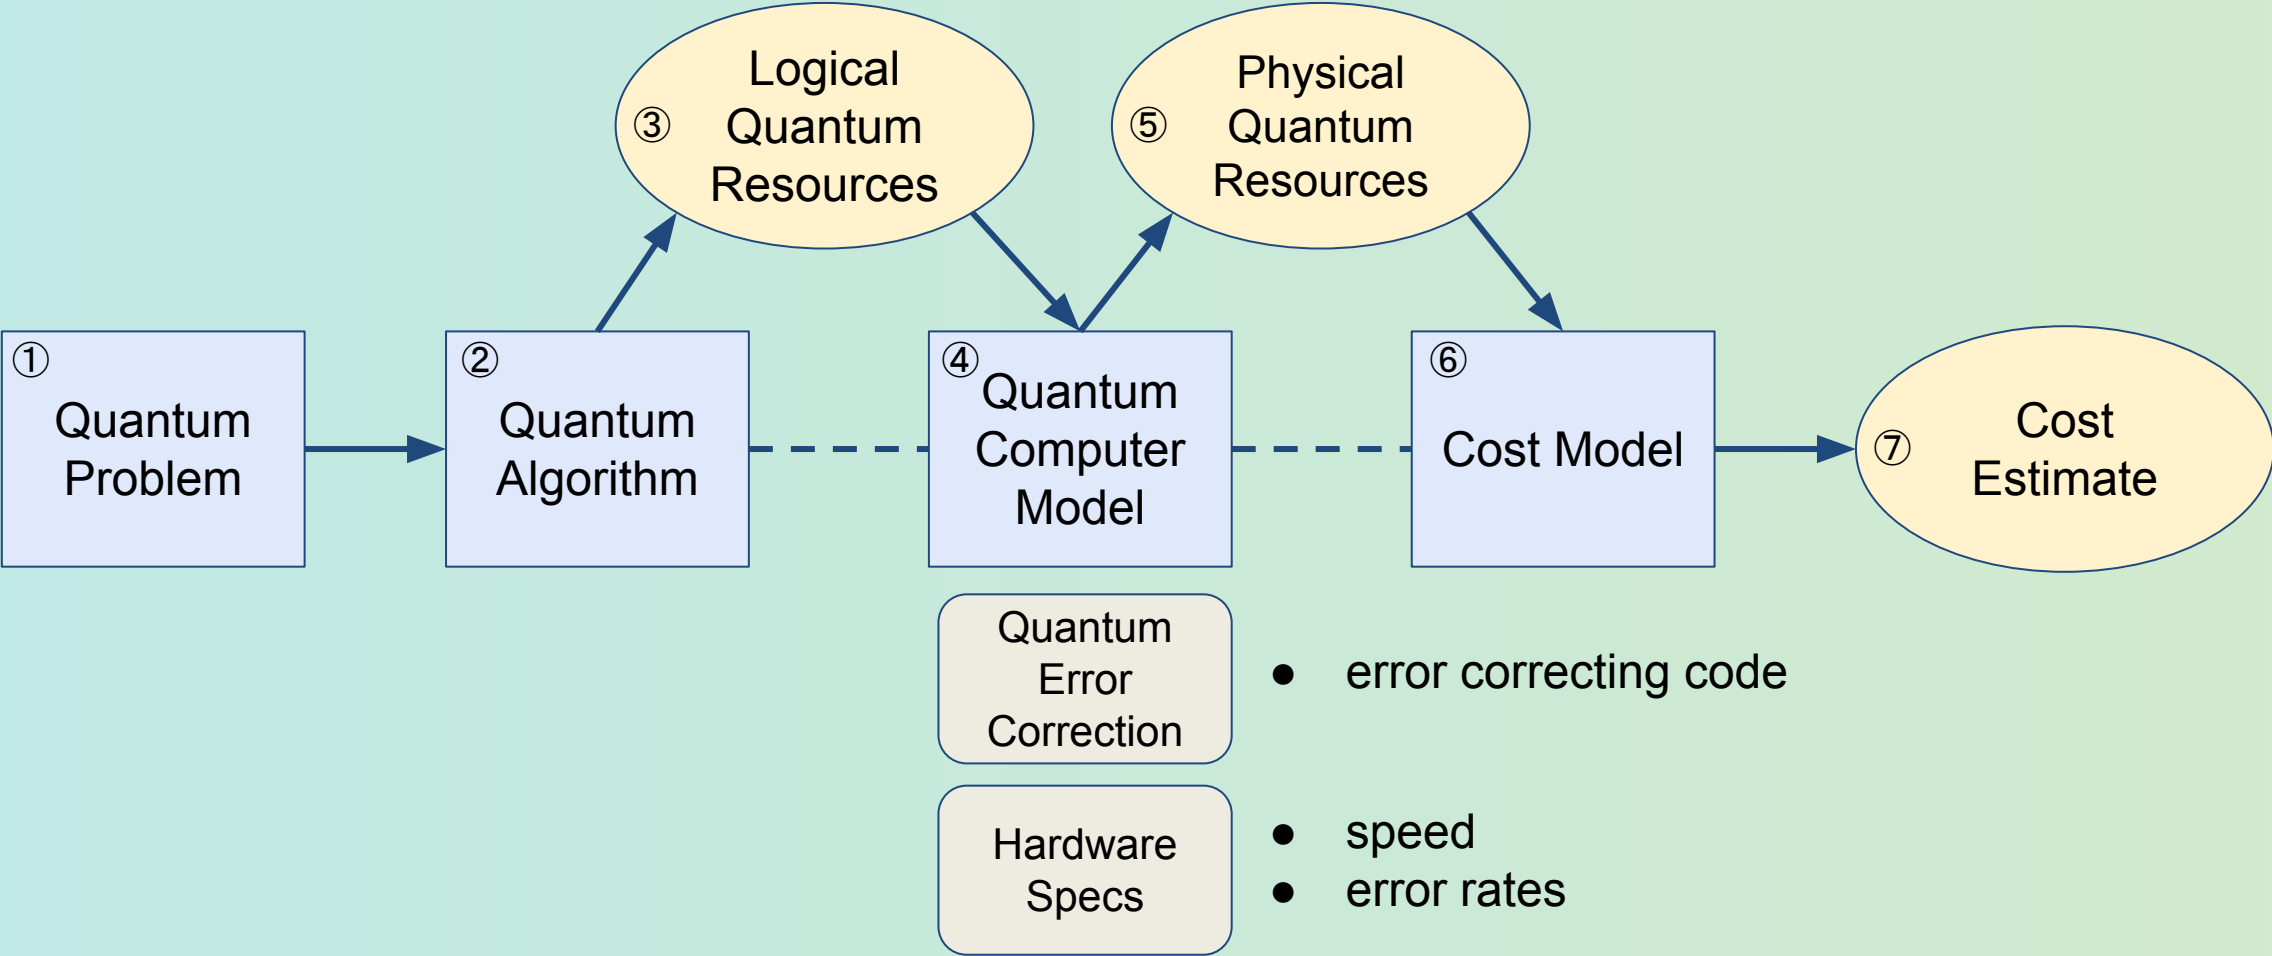 ③
Logical
Quantum
Resources
⑤
Physical
Quantum
Resources
①
Quantum
Problem
②
Quantum
Algorithm
④
Quantum
Computer
Model
⑥
Cost Model
⑦
Cost
Estimate
Quantum
Error
Correction
● error correcting code
Hardware
Specs
● speed
● error rates